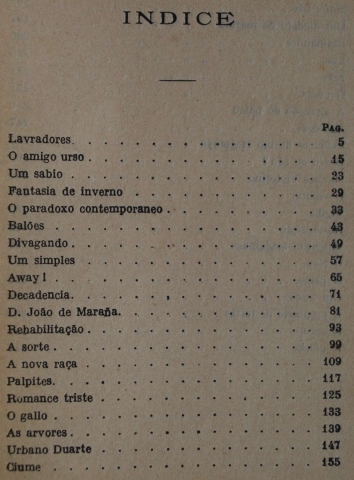 INDICE
PAG.
Lavradores. . . . . . . . . . . . . 5
O amigo urso . . . . . . . . . . . . 15
Um sabio . . . . . . . . . . . . . 23
Fantasia de inverno . . . . . . . . . . 29
O paradoxo contemporaneo . . . . . . . . 33
Balões . . . . . . . . . . . . . . 43
Divagando . . . . . . . . . . . . . 49
Um simples . . . . . . . . . . . . 57
Away! . . . . . . . . . . . . . . 65
Decadencia. . . . . . . . . . . . . 71
D. João de Maraña. . . . . . . . . . 81
Rehabilitação . . . . . . . . . . . . 93
A sorte . . . . . . . . . . . . . . 99
A nova raça . . . . . . . . . . . . 109
Palpites. . . . . . . . . . . . . . 117
Romance triste . . . . . . . . . . . 125
O gallo . . . . . . . . . . . . . . 133
As arvores. . . . . . . . . . . . . 139
Urbano Duarte . . . . . . . . . . . 147
Ciume . . . . . . . . . . . . . . 155